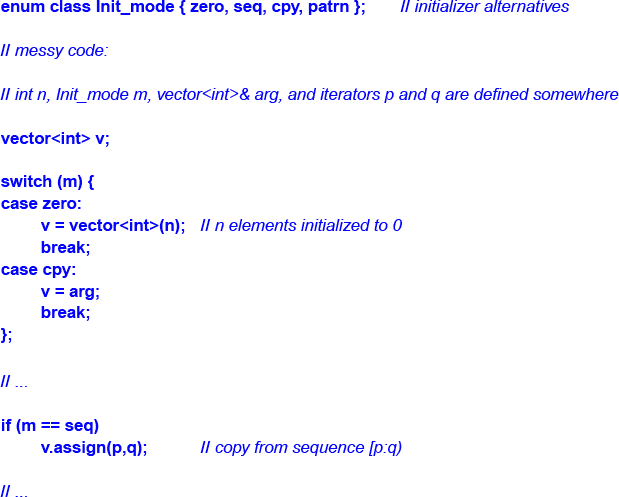 enum class Init_mode { zero, seq, cpy, patrn };       // initializer alternatives
// messy code:
// int n, Init_mode m, vector<int>& arg, and iterators p and q are defined somewhere
vector<int> v;
switch (m) {
case zero:
        v = vector<int>(n);   // n elements initialized to 0
        break;
case cpy:
        v = arg;
        break;
};
// ...
if (m == seq)
        v.assign(p,q);          // copy from sequence [p:q)
// ...